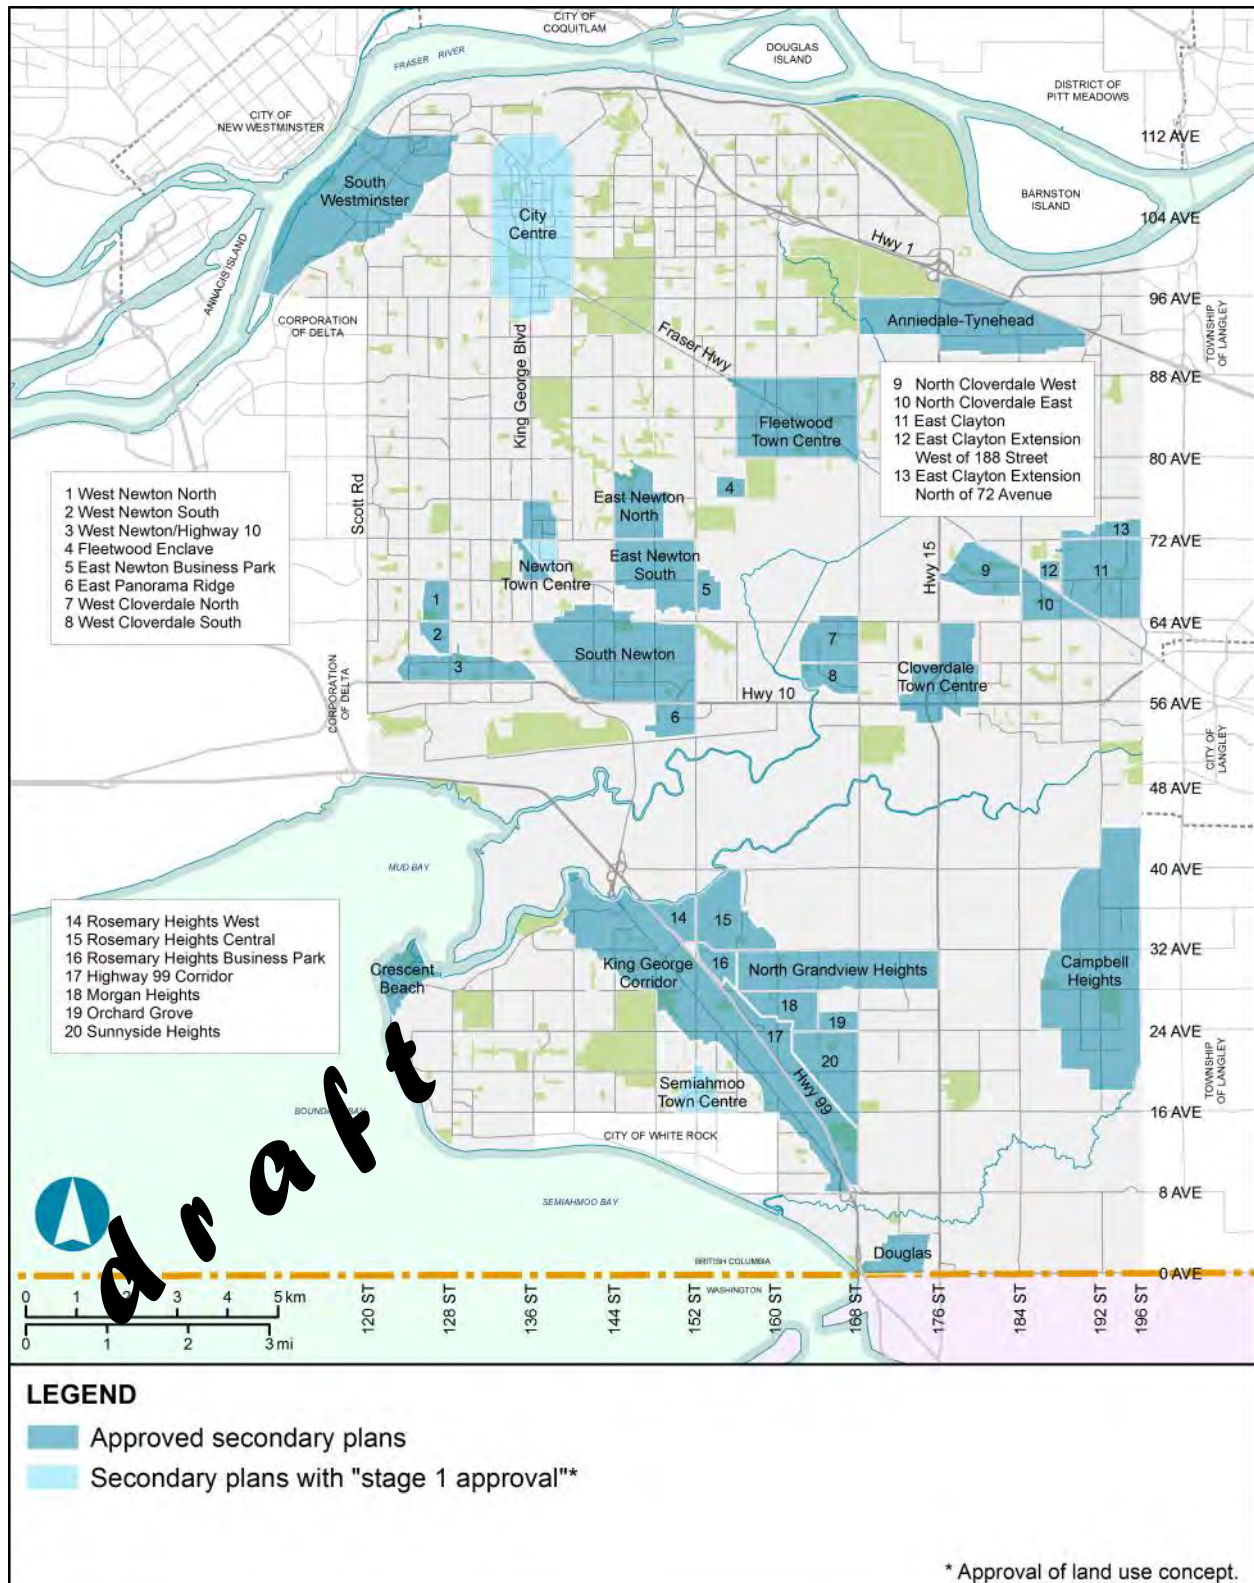 CITY OF
COQUITLAM
FRASER RIVER
DOUGLAS
ISLAND
DISTRICT OF
PITT MEADOWS
CITY OF
NEW WESTMINSTER
112 AVE
South
Westminster
BARNSTON
ISLAND
City
Centre
104 AVE
Hwy 1
ANNACIS ISLAND
96 AVE
CORPORATION
OF DELTA
Anniedale-Tynehead
TOWNSHIP
OF LANGLEY
King George Blvd
Fraser Hwy
88 AVE
9 North Cloverdale West
10 North Cloverdale East
11 East Clayton
12 East Clayton Extension
West of 188 Street
13 East Clayton Extension
North of 72 Avenue
Fleetwood
Town Centre
80 AVE
1 West Newton North
2 West Newton South
3 West Newton/Highway 10
4 Fleetwood Enclave
5 East Newton Business Park
6 East Panorama Ridge
7 West Cloverdale North
8 West Cloverdale South
Scott Rd
4
East Newton
North
13
72 AVE
Hwy 15
Newton
Town Centre
East Newton
South
5
9
12
11
1
10
64 AVE
2
7
South Newton
3
8
Cloverdale
Town Centre
CORPORATION
OF DELTA
Hwy 10
56 AVE
6
CITY OF
LANGLEY
48 AVE
MUD BAY
40 AVE
14 Rosemary Heights West
15 Rosemary Heights Central
16 Rosemary Heights Business Park
17 Highway 99 Corridor
18 Morgan Heights
19 Orchard Grove
20 Sunnyside Heights
14
15
32 AVE
Crescent
Beach
King George
Corridor
16
North Grandview Heights
Campbell
Heights
18
19
24 AVE
17
20
Hwy 99
Semiahmoo
Town Centre
TOWNSHIP
OF LANGLEY
16 AVE
CITY OF WHITE ROCK
SEMIAHMOO BAY
8 AVE
draft
Douglas
BRITISH COLUMBIA
0 AVE
WASHINGTON
0 1 2 3 4 5 km
0 1 2 3 mi
120 ST
128 ST
136 ST
144 ST
152 ST
160 ST
168 ST
176 ST
184 ST
192 ST
196 ST
LEGEND
Approved secondary plans
Secondary plans with "stage 1 approval"*
* Approval of land use concept.